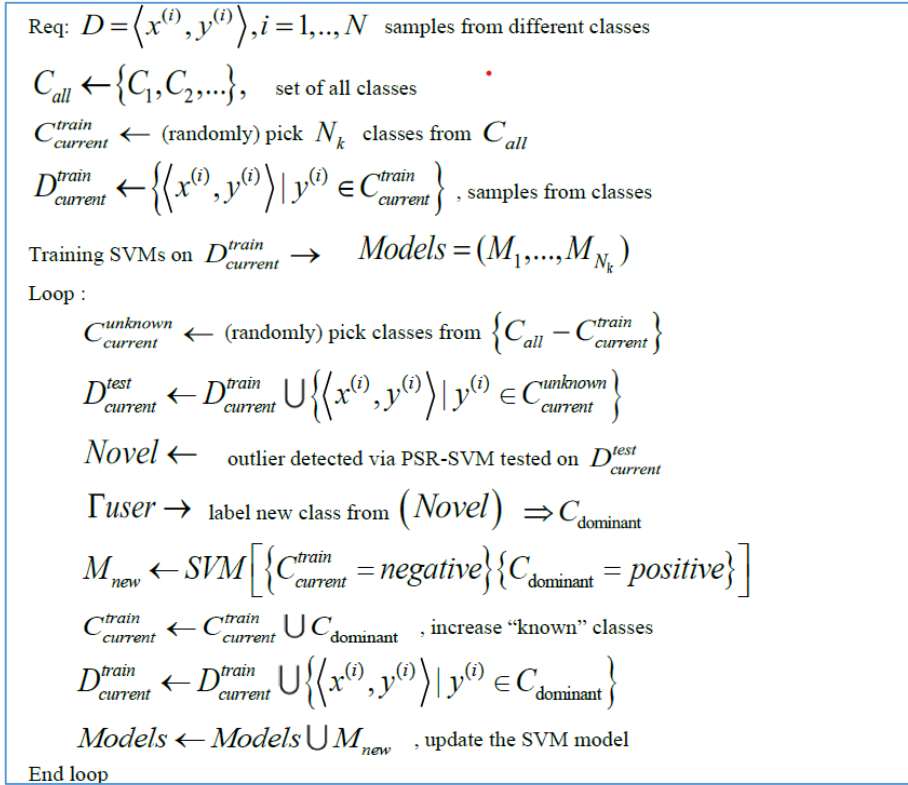 Req: D = ⟨x^(i), y^(i)⟩, i = 1,.., N samples from different classes
C_all ← {C_1, C_2, ...}, set of all classes
C_current^train ← (randomly) pick N_k classes from C_all
D_current^train ← {⟨x^(i), y^(i)⟩ | y^(i) ∈ C_current^train} , samples from classes
Training SVMs on D_current^train → Models = (M_1, ..., M_N_k)
Loop :
C_current^unknown ← (randomly) pick classes from {C_all − C_current^train}
D_current^test ← D_current^train ⋃ {⟨x^(i), y^(i)⟩ | y^(i) ∈ C_current^unknown}
Novel ← outlier detected via PSR-SVM tested on D_current^test
Γuser → label new class from (Novel) ⇒ C_dominant
M_new ← SVM[{C_current^train = negative}{C_dominant = positive}]
C_current^train ← C_current^train ⋃ C_dominant , increase “known” classes
D_current^train ← D_current^train ⋃ {⟨x^(i), y^(i)⟩ | y^(i) ∈ C_dominant}
Models ← Models ⋃ M_new , update the SVM model
End loop